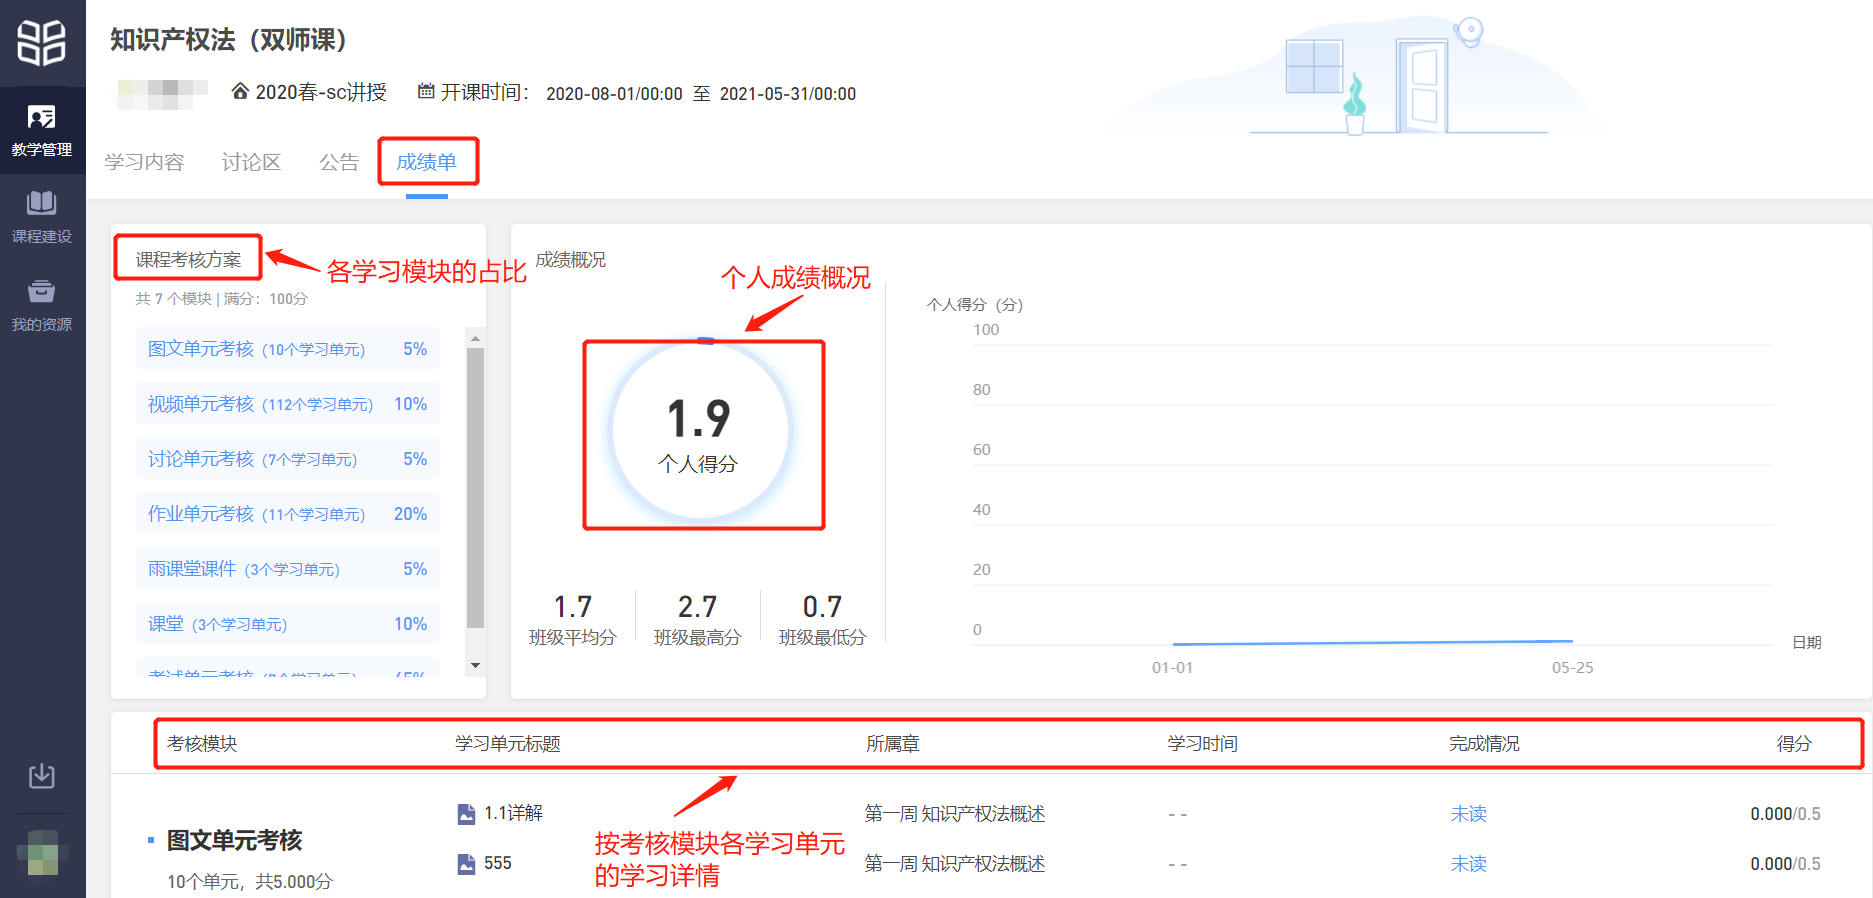 知识产权法（双师课）
2020春-sc讲授
开课时间：
2020-08-01/00:00 至 2021-05-31/00:00
教学管理
课程建设
我的资源
学习内容
讨论区
公告
成绩单
课程考核方案
各学习模块的占比
共 7 个模块 | 满分：100分
图文单元考核（10个学习单元） 5%
视频单元考核（112个学习单元） 10%
讨论单元考核（7个学习单元） 5%
作业单元考核（11个学习单元） 20%
雨课堂课件（3个学习单元） 5%
课堂（3个学习单元） 10%
成绩概况
个人成绩概况
1.9
个人得分
1.7
班级平均分
2.7
班级最高分
0.7
班级最低分
个人得分（分）
100
80
60
40
20
0
01-01
05-25
日期
考核模块 学习单元标题 所属章 学习时间 完成情况 得分
图文单元考核
10个单元，共5.000分
1.1详解 第一周 知识产权法概述 - - 未读 0.000/0.5
555 第一周 知识产权法概述 - - 未读 0.000/0.5
按考核模块各学习单元
的学习详情